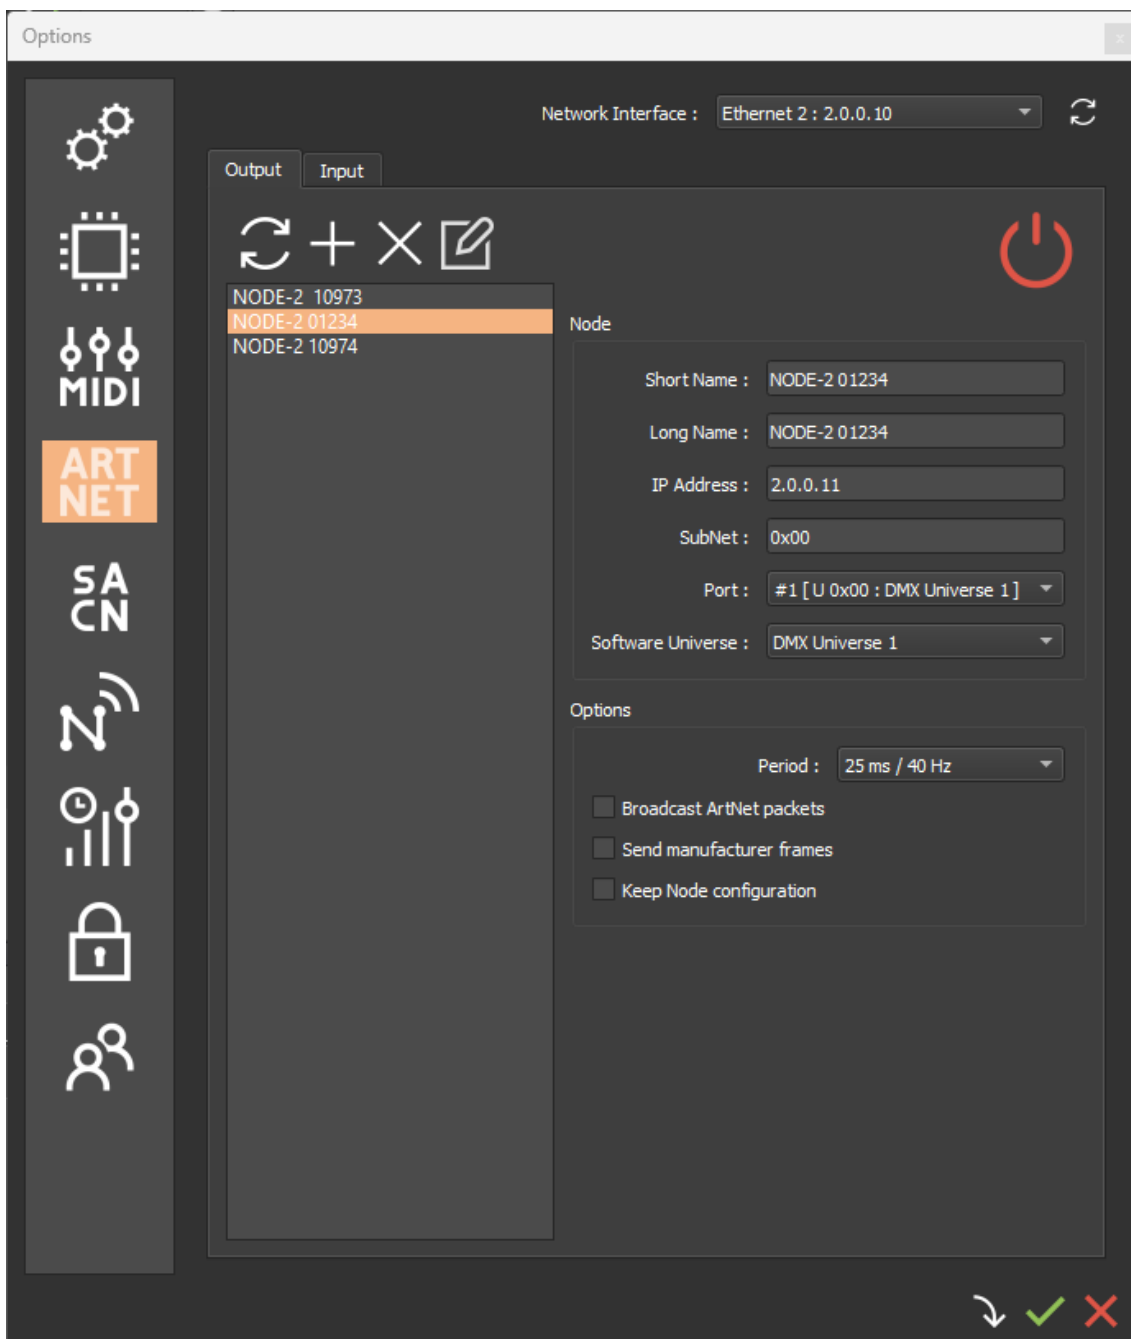 Options
Network Interface : Ethernet 2 : 2.0.0.10
Output Input
MIDI
ART
NET
SA
CN
NODE-2  10973
NODE-2 01234
NODE-2 10974
Node
Short Name : NODE-2 01234
Long Name : NODE-2 01234
IP Address : 2.0.0.11
SubNet : 0x00
Port : #1 [ U 0x00 : DMX Universe 1 ]
Software Universe : DMX Universe 1
Options
Period : 25 ms / 40 Hz
Broadcast ArtNet packets
Send manufacturer frames
Keep Node configuration